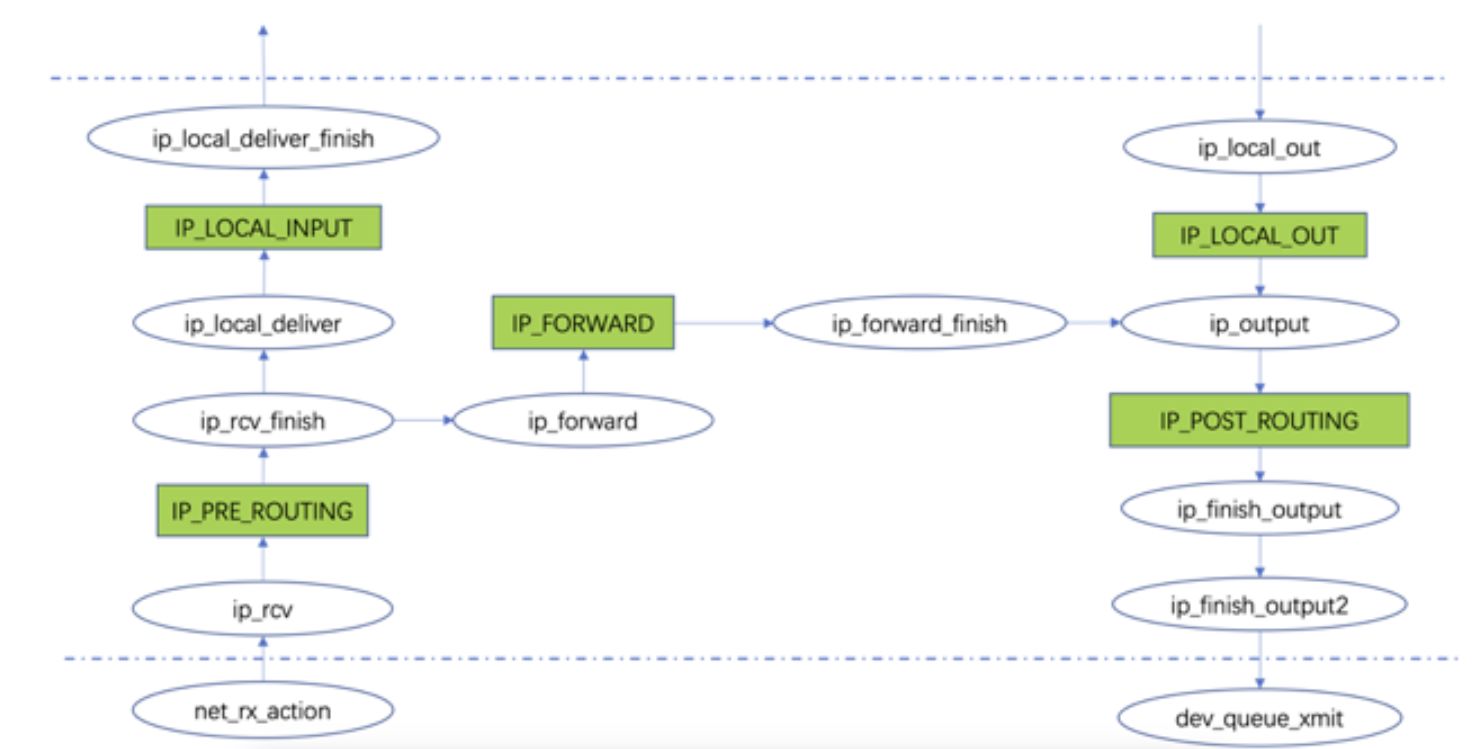 ip_local_deliver_finish
ip_local_out
IP_LOCAL_INPUT
IP_LOCAL_OUT
ip_local_deliver
IP_FORWARD
ip_forward_finish
ip_output
ip_rcv_finish
ip_forward
IP_POST_ROUTING
IP_PRE_ROUTING
ip_finish_output
ip_rcv
ip_finish_output2
net_rx_action
dev_queue_xmit